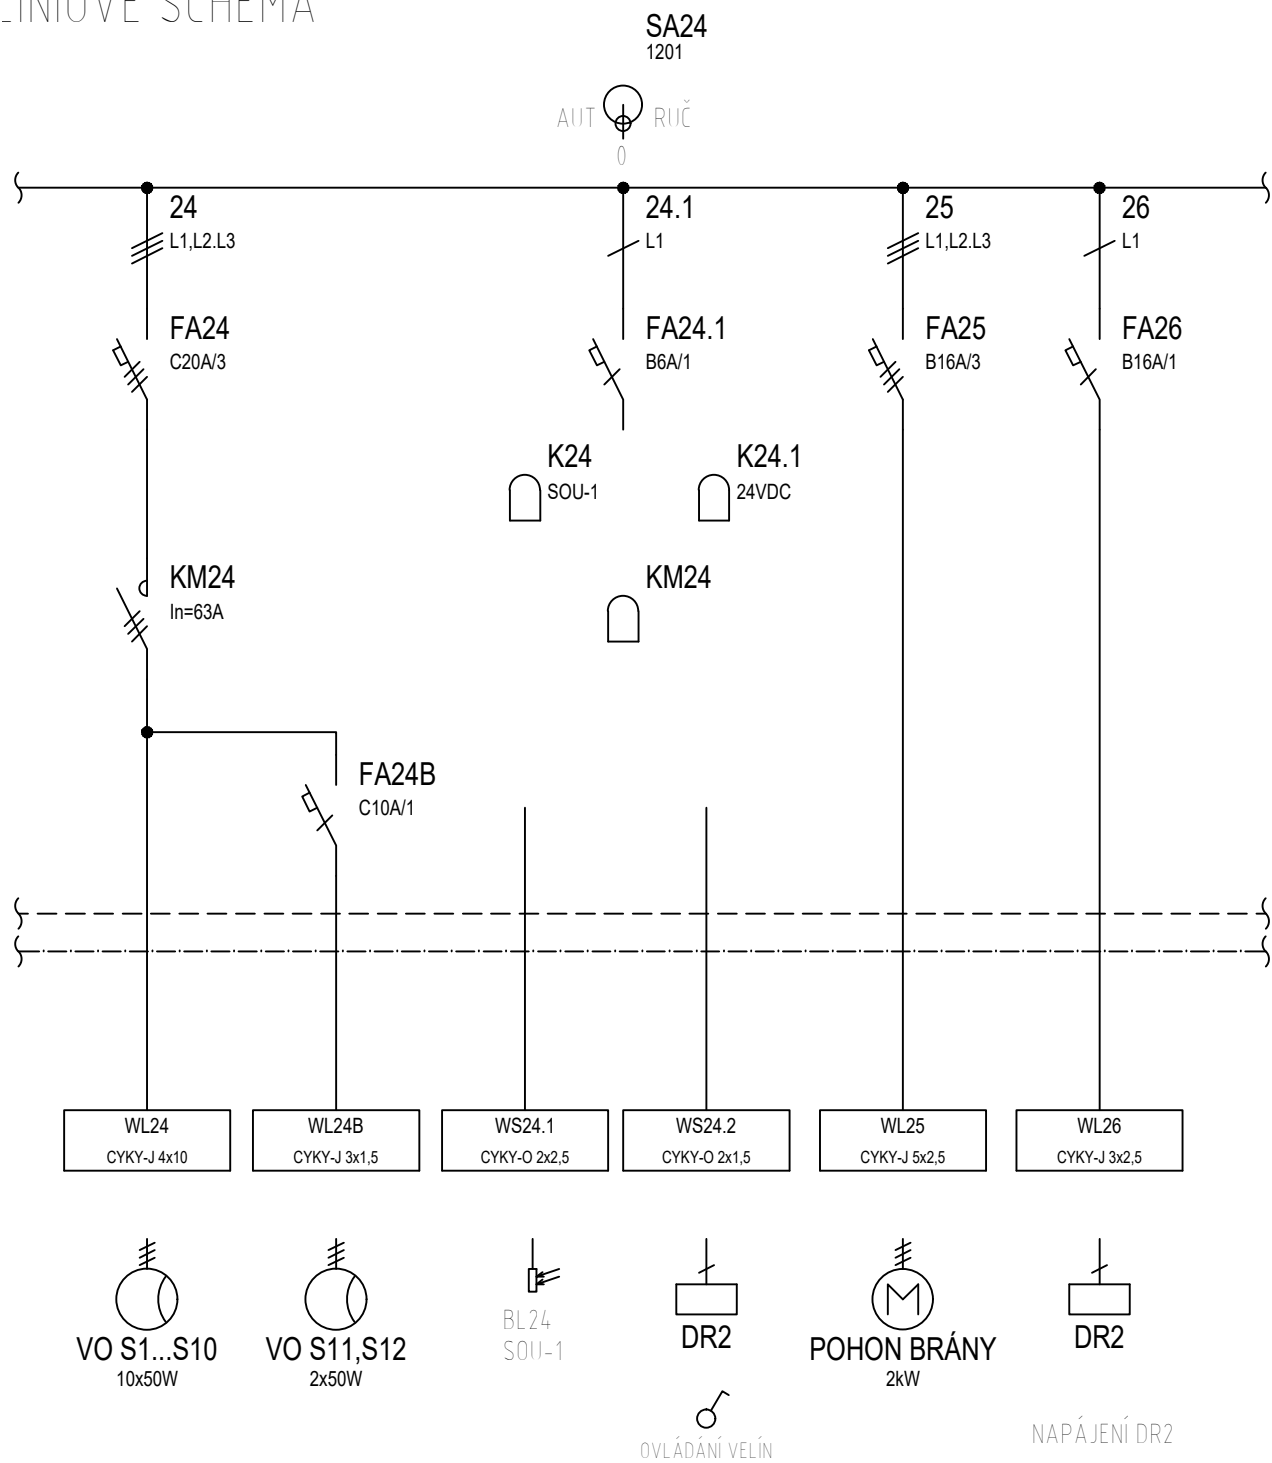 LINIOVÉ SCHÉMA
SA24
1201
AUT
RUČ
0
24
L1,L2.L3
24.1
L1
25
L1,L2.L3
26
L1
FA24
C20A/3
FA24.1
B6A/1
FA25
B16A/3
FA26
B16A/1
K24
SOU-1
K24.1
24VDC
KM24
In=63A
KM24
FA24B
C10A/1
WL24
CYKY-J 4x10
WL24B
CYKY-J 3x1,5
WS24.1
CYKY-O 2x2,5
WS24.2
CYKY-O 2x1,5
WL25
CYKY-J 5x2,5
WL26
CYKY-J 3x2,5
VO S1...S10
10x50W
VO S11,S12
2x50W
BL24
SOU-1
DR2
OVLÁDÁNÍ VELÍN
M
POHON BRÁNY
2kW
DR2
NAPÁJENÍ DR2